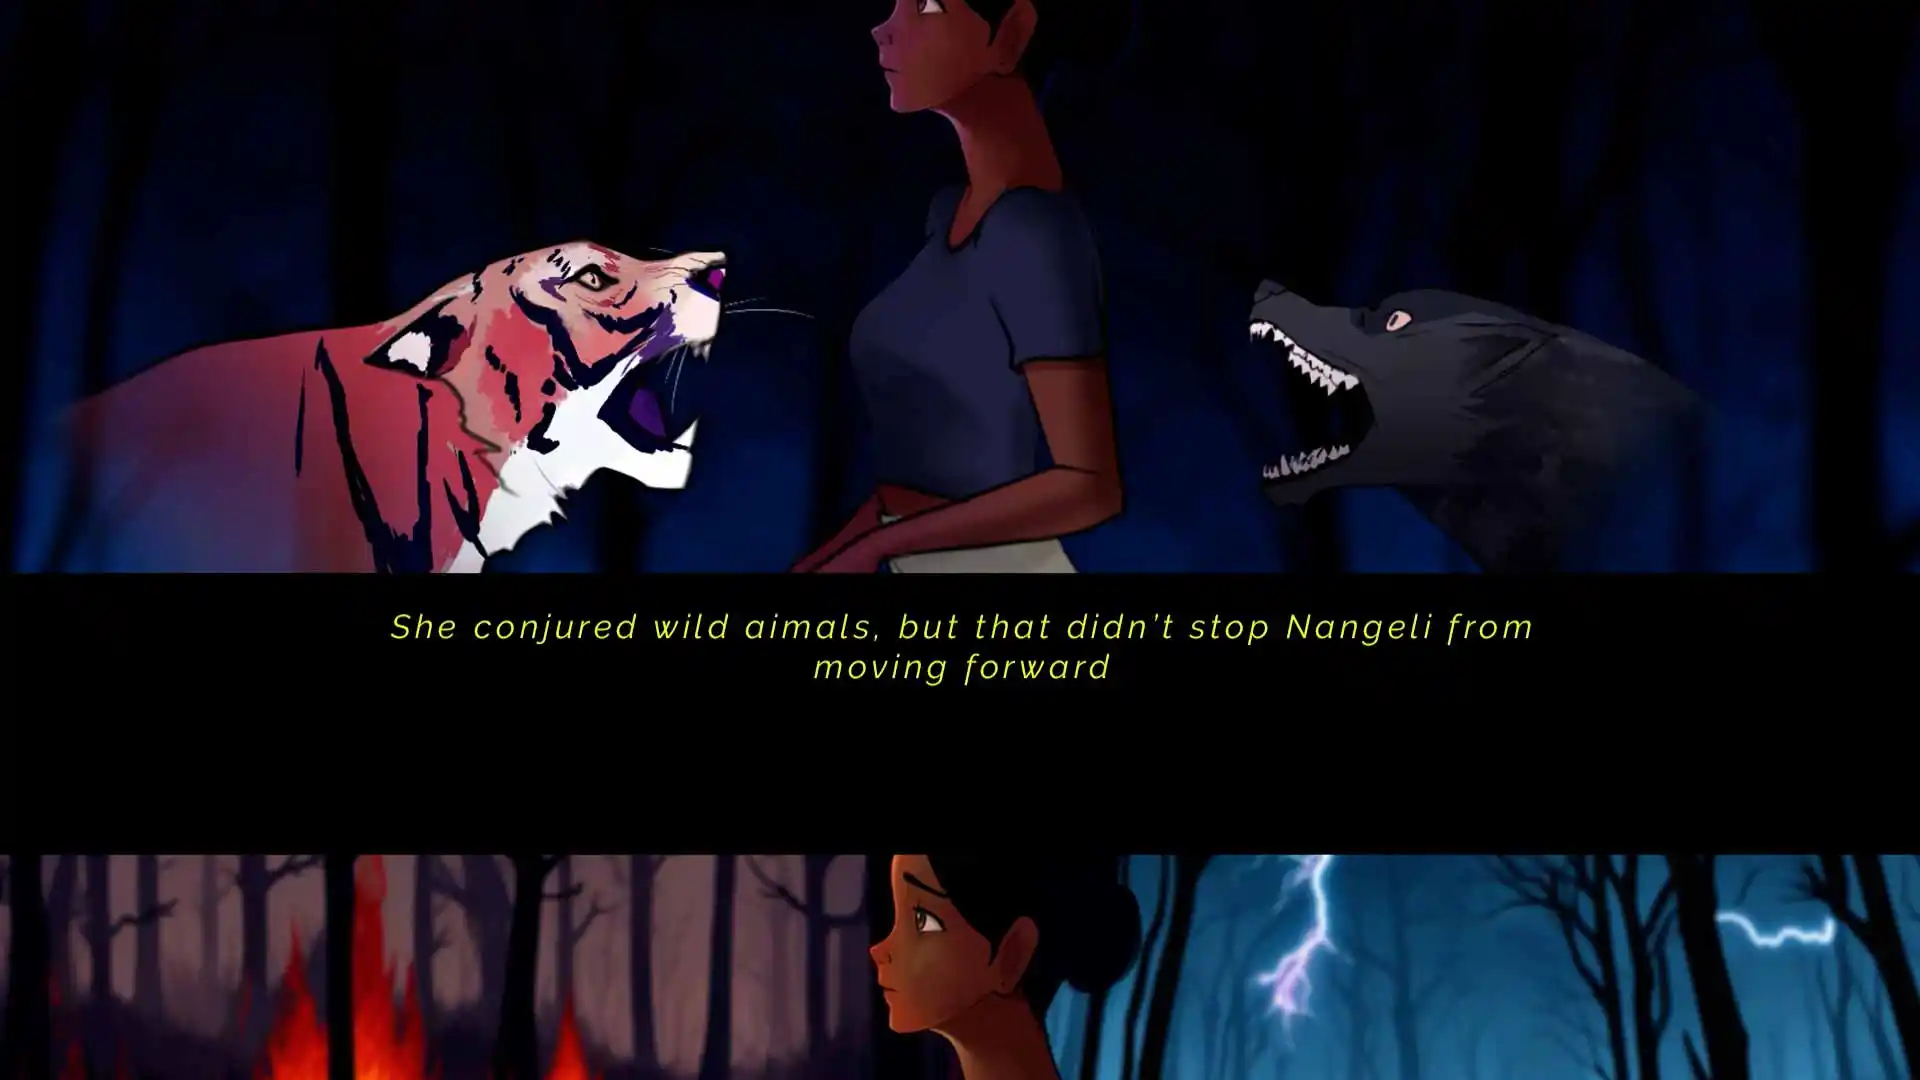 She conjured wild aimals, but that didn’t stop Nangeli from
moving forward